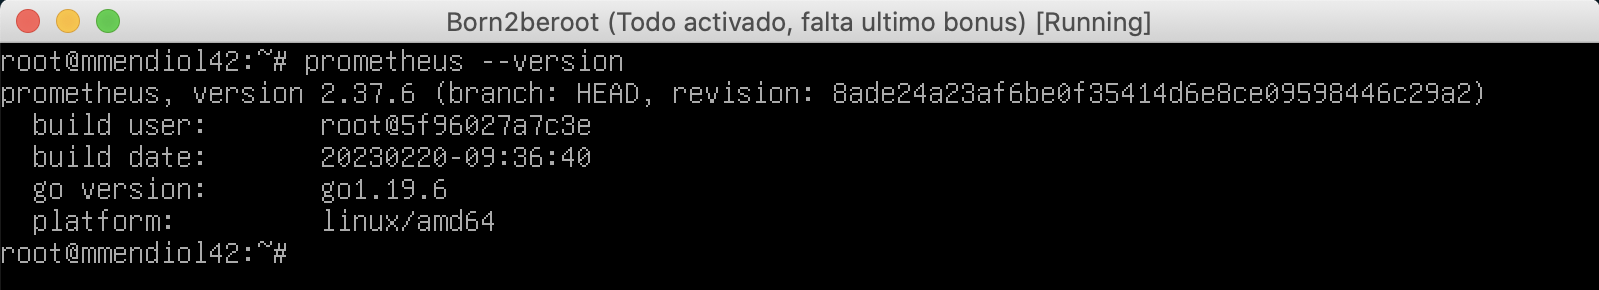 Born2beroot (Todo activado, falta ultimo bonus) [Running]
root@mmendiol42:~# prometheus --version
prometheus, version 2.37.6 (branch: HEAD, revision: 8ade24a23af6be0f35414d6e8ce09598446c29a2)
  build user:       root@5f96027a7c3e
  build date:       20230220-09:36:40
  go version:       go1.19.6
  platform:         linux/amd64
root@mmendiol42:~#